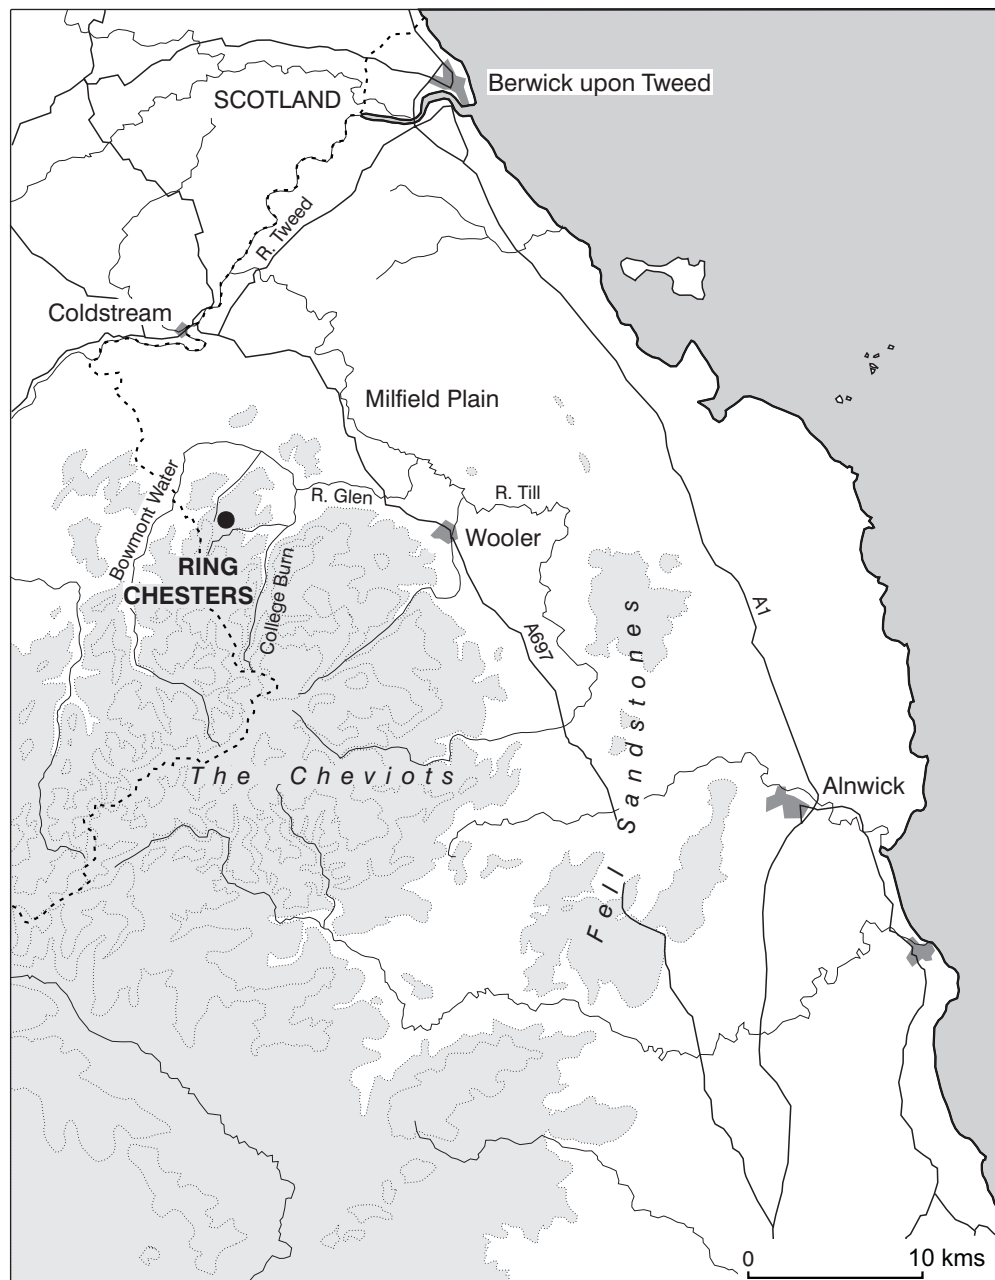 Berwick upon Tweed
SCOTLAND
R. Tweed
Coldstream
Milfield Plain
Bowmont Water
R. Glen
R. Till
Wooler
RING
CHESTERS
College Burn
A697
A1
Fell Sandstones
The Cheviots
Alnwick
0 10 kms